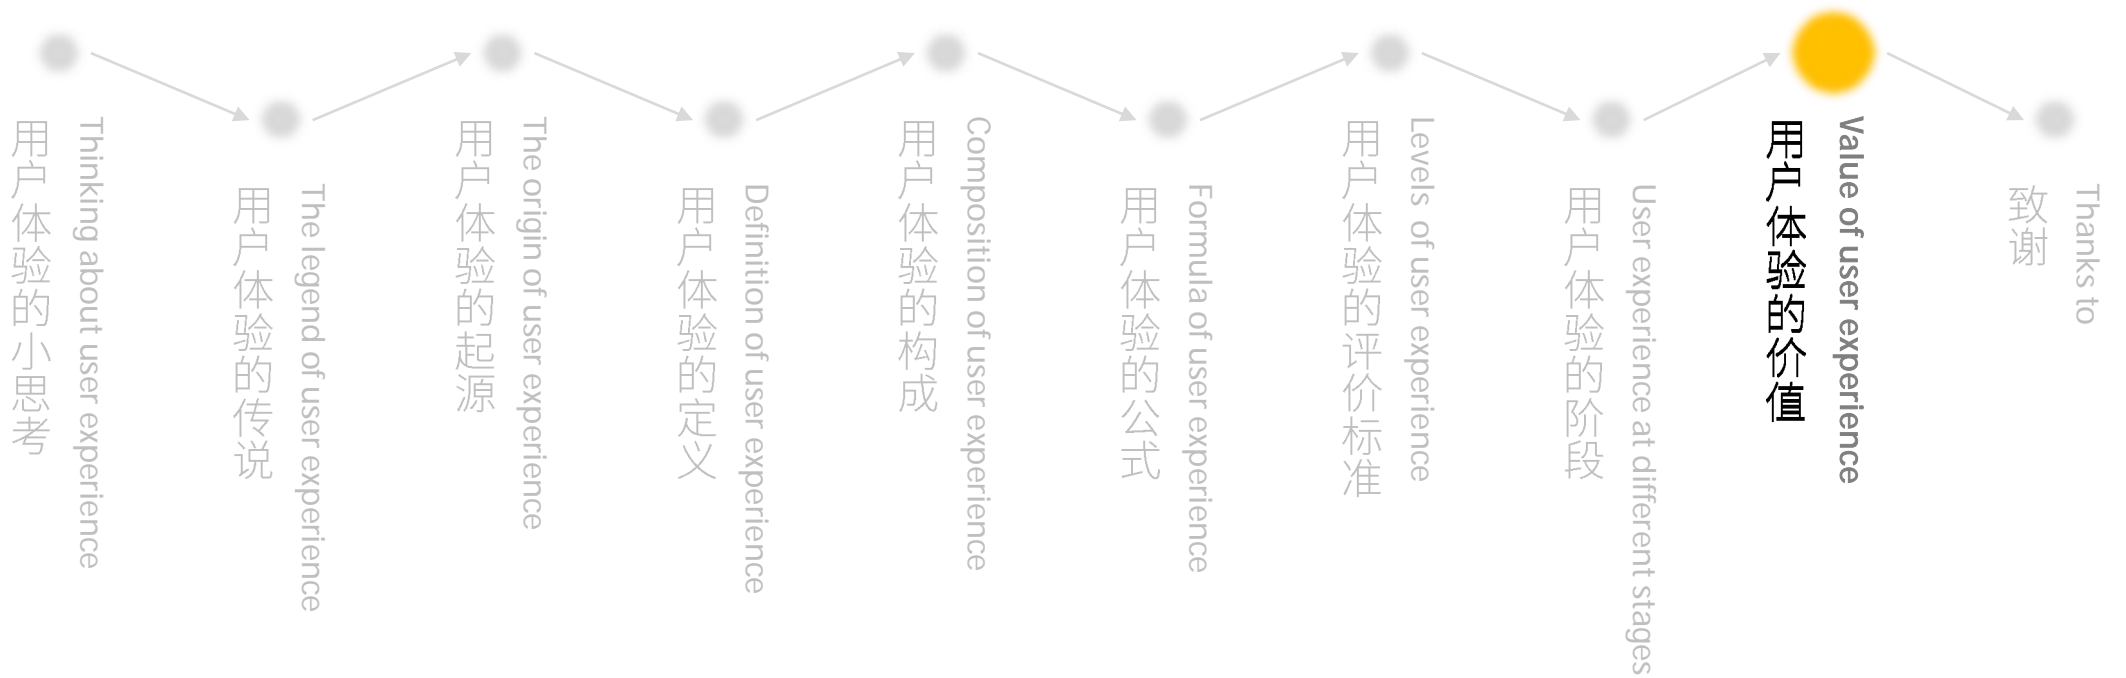 用户体验的小思考
Thinking about user experience
用户体验的传说
The legend of user experience
用户体验的起源
The origin of user experience
用户体验的定义
Definition of user experience
用户体验的构成
Composition of user experience
用户体验的公式
Formula of user experience
用户体验的评价标准
Levels of user experience
用户体验的阶段
User experience at different stages
用户体验的价值
Value of user experience
致谢
Thanks to